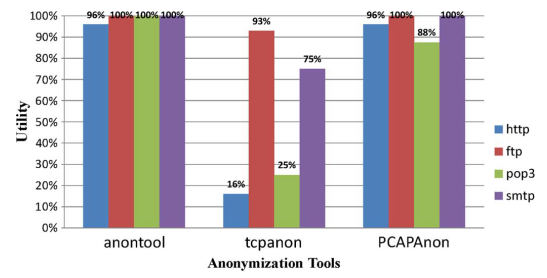 96% 100% 100% 100% 93% 75% 25% 16% 96% 100% 88% 100%
100%
90%
80%
70%
60%
50%
40%
30%
20%
10%
0%
Utility
http
ftp
pop3
smtp
anontool tcpanon PCAPAnon
Anonymization Tools